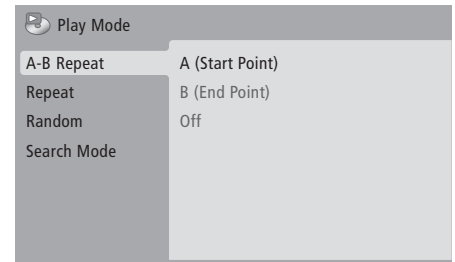 Play Mode
A-B Repeat
Repeat
Random
Search Mode
A (Start Point)
B (End Point)
Off